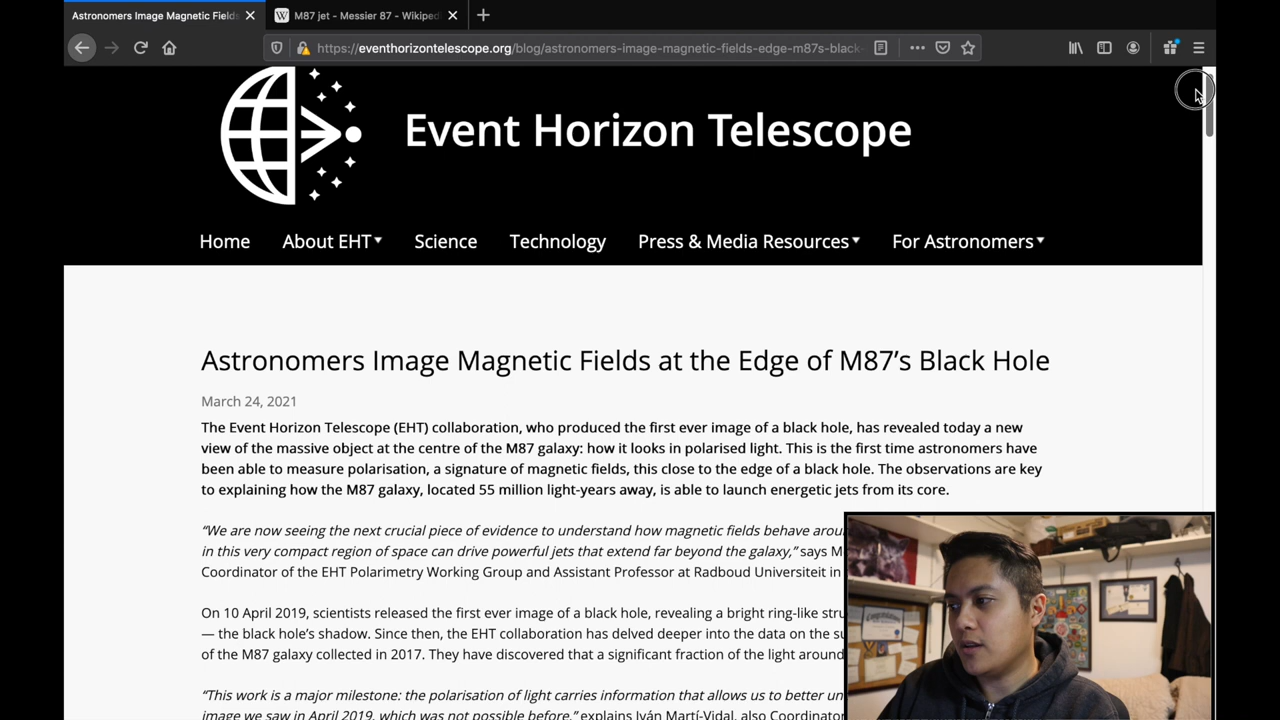 Astronomers Image Magnetic Fields
M87 jet - Messier 87 - Wikiped
https://eventhorizontelescope.org/blog/astronomers-image-magnetic-fields-edge-m87s-black-
Event Horizon Telescope
Home About EHT Science Technology Press & Media Resources For Astronomers
Astronomers Image Magnetic Fields at the Edge of M87’s Black Hole
March 24, 2021
The Event Horizon Telescope (EHT) collaboration, who produced the first ever image of a black hole, has revealed today a new
view of the massive object at the centre of the M87 galaxy: how it looks in polarised light. This is the first time astronomers have
been able to measure polarisation, a signature of magnetic fields, this close to the edge of a black hole. The observations are key
to explaining how the M87 galaxy, located 55 million light-years away, is able to launch energetic jets from its core.
“We are now seeing the next crucial piece of evidence to understand how magnetic fields behave arou
in this very compact region of space can drive powerful jets that extend far beyond the galaxy,” says M
Coordinator of the EHT Polarimetry Working Group and Assistant Professor at Radboud Universiteit in
On 10 April 2019, scientists released the first ever image of a black hole, revealing a bright ring-like stru
— the black hole’s shadow. Since then, the EHT collaboration has delved deeper into the data on the su
of the M87 galaxy collected in 2017. They have discovered that a significant fraction of the light around
“This work is a major milestone: the polarisation of light carries information that allows us to better un
image we saw in April 2019, which was not possible before,” explains Iván Martí-Vidal, also Coordinator